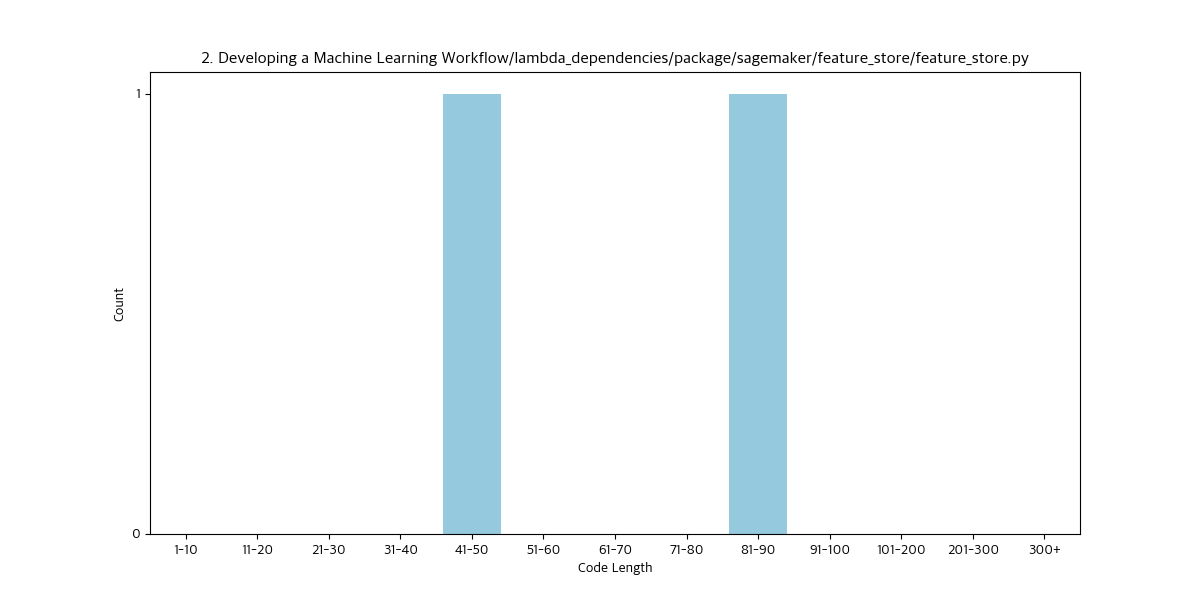 2. Developing a Machine Learning Workflow/lambda_dependencies/package/sagemaker/feature_store/feature_store.py
1
Count
0
1-10 11-20 21-30 31-40 41-50 51-60 61-70 71-80 81-90 91-100 101-200 201-300 300+
Code Length